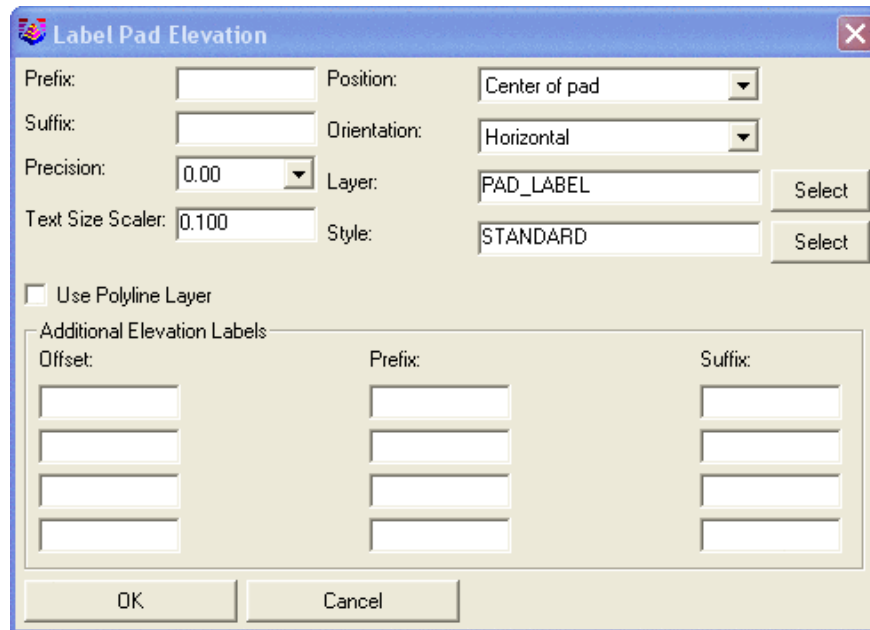 Label Pad Elevation
Prefix: Position: Center of pad
Suffix: Orientation: Horizontal
Precision: 0.00 Layer: PAD_LABEL Select
Text Size Scaler: 0.100 Style: STANDARD Select
Use Polyline Layer
Additional Elevation Labels
Offset: Prefix: Suffix:
OK Cancel